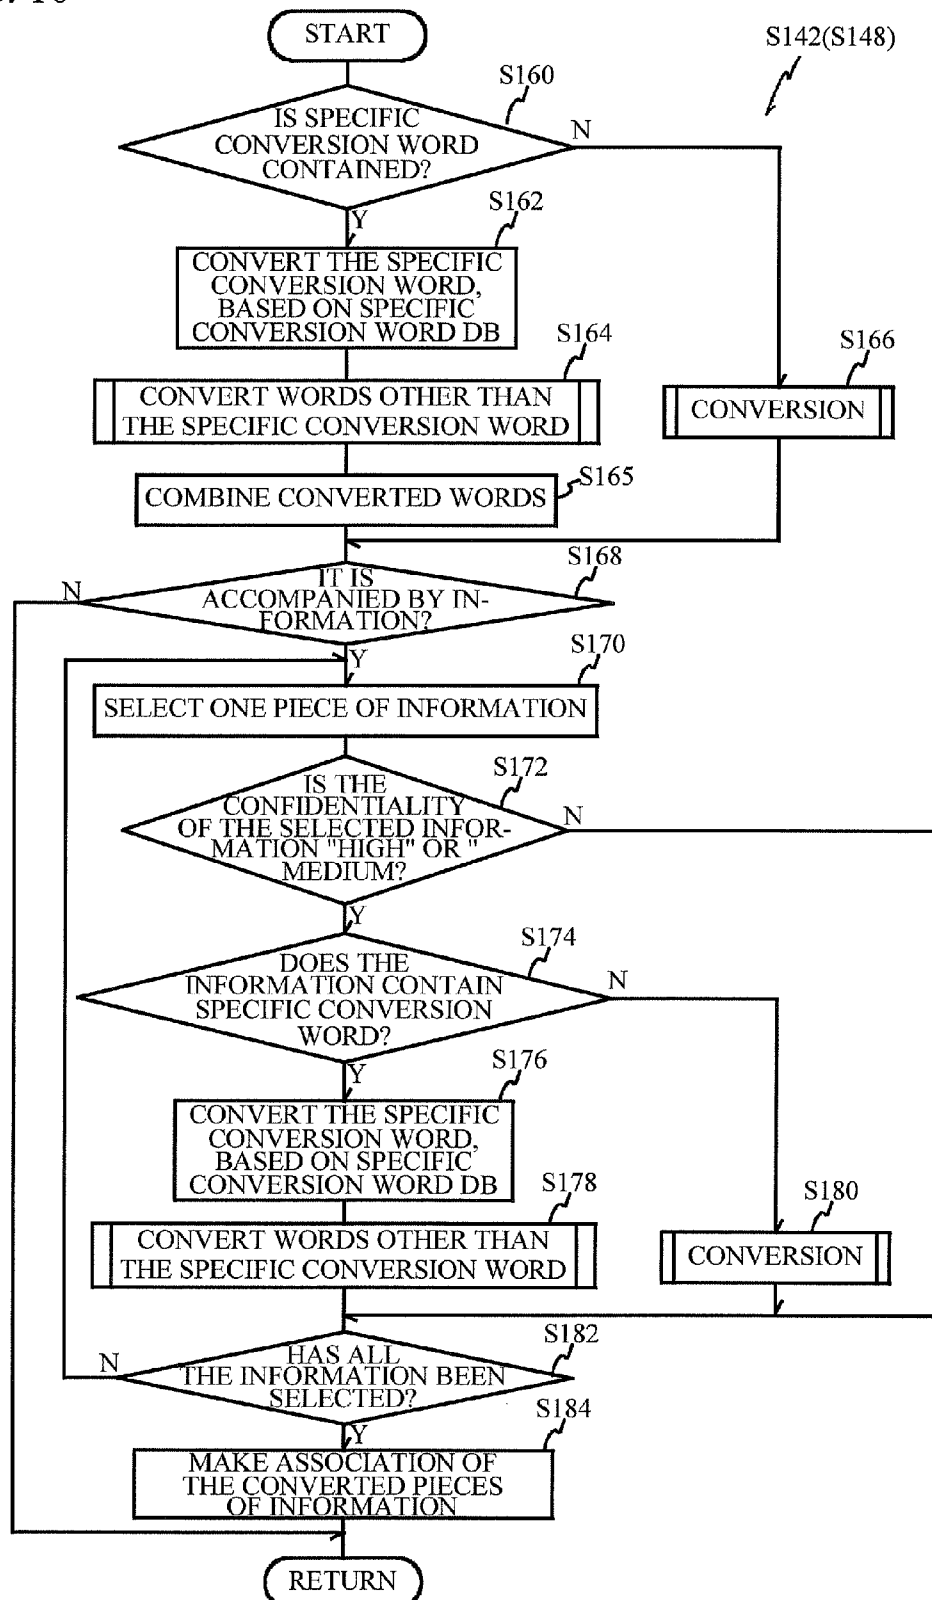 START
S142(S148)
S160
IS SPECIFIC
CONVERSION WORD
CONTAINED?
N
Y
S162
CONVERT THE SPECIFIC
CONVERSION WORD,
BASED ON SPECIFIC
CONVERSION WORD DB
S164
CONVERT WORDS OTHER THAN
THE SPECIFIC CONVERSION WORD
S166
CONVERSION
S165
COMBINE CONVERTED WORDS
S168
IT IS
ACCOMPANIED BY IN-
FORMATION?
N
Y
S170
SELECT ONE PIECE OF INFORMATION
S172
IS THE
CONFIDENTIALITY
OF THE SELECTED INFOR-
MATION "HIGH" OR "
MEDIUM?
N
Y
S174
DOES THE
INFORMATION CONTAIN
SPECIFIC CONVERSION
WORD?
N
Y
S176
CONVERT THE SPECIFIC
CONVERSION WORD,
BASED ON SPECIFIC
CONVERSION WORD DB
S178
CONVERT WORDS OTHER THAN
THE SPECIFIC CONVERSION WORD
S180
CONVERSION
S182
HAS ALL
THE INFORMATION BEEN
SELECTED?
N
Y
S184
MAKE ASSOCIATION OF
THE CONVERTED PIECES
OF INFORMATION
RETURN